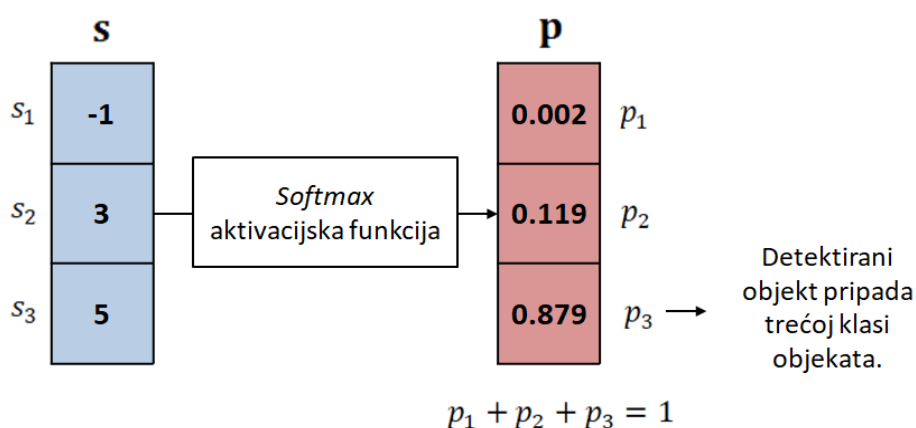 s
p
s₁
-1
0.002
p₁
s₂
3
Softmax
aktivacijska funkcija
0.119
p₂
s₃
5
0.879
p₃
Detektirani
objekt pripada
trećoj klasi
objekata.
p₁ + p₂ + p₃ = 1